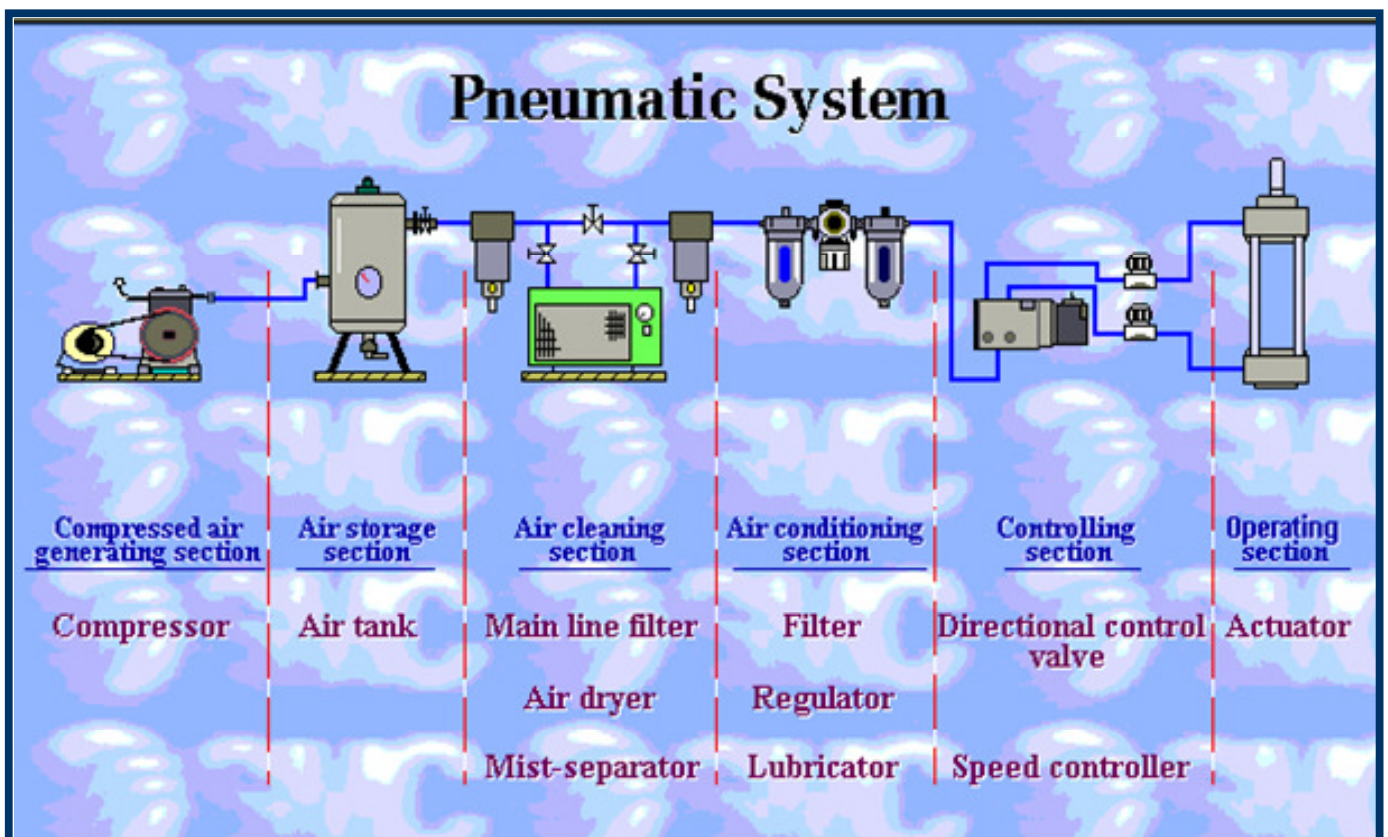 Pneumatic System
Compressed air
generating section
Air storage
section
Air cleaning
section
Air conditioning
section
Controlling
section
Operating
section
Compressor
Air tank
Main line filter
Air dryer
Mist-separator
Filter
Regulator
Lubricator
Directional control
valve
Speed controller
Actuator